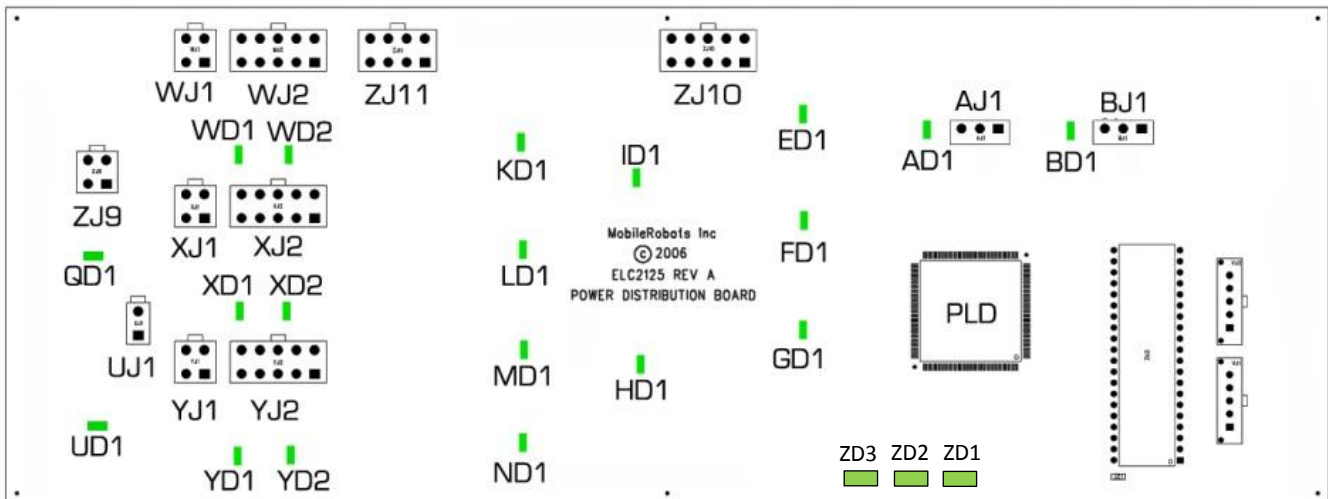 WJ1 WJ2 ZJ11 ZJ10
AJ1 BJ1
WD1 WD2 ED1
KD1 ID1 AD1 BD1
ZJ9
XJ1 XJ2
MobileRobots Inc
© 2006
ELC2125 REV A
POWER DISTRIBUTION BOARD
FD1
QD1 LD1
XD1 XD2
PLD
UJ1 GD1
MD1 HD1
YJ1 YJ2
UD1
ZD3 ZD2 ZD1
YD1 YD2 ND1